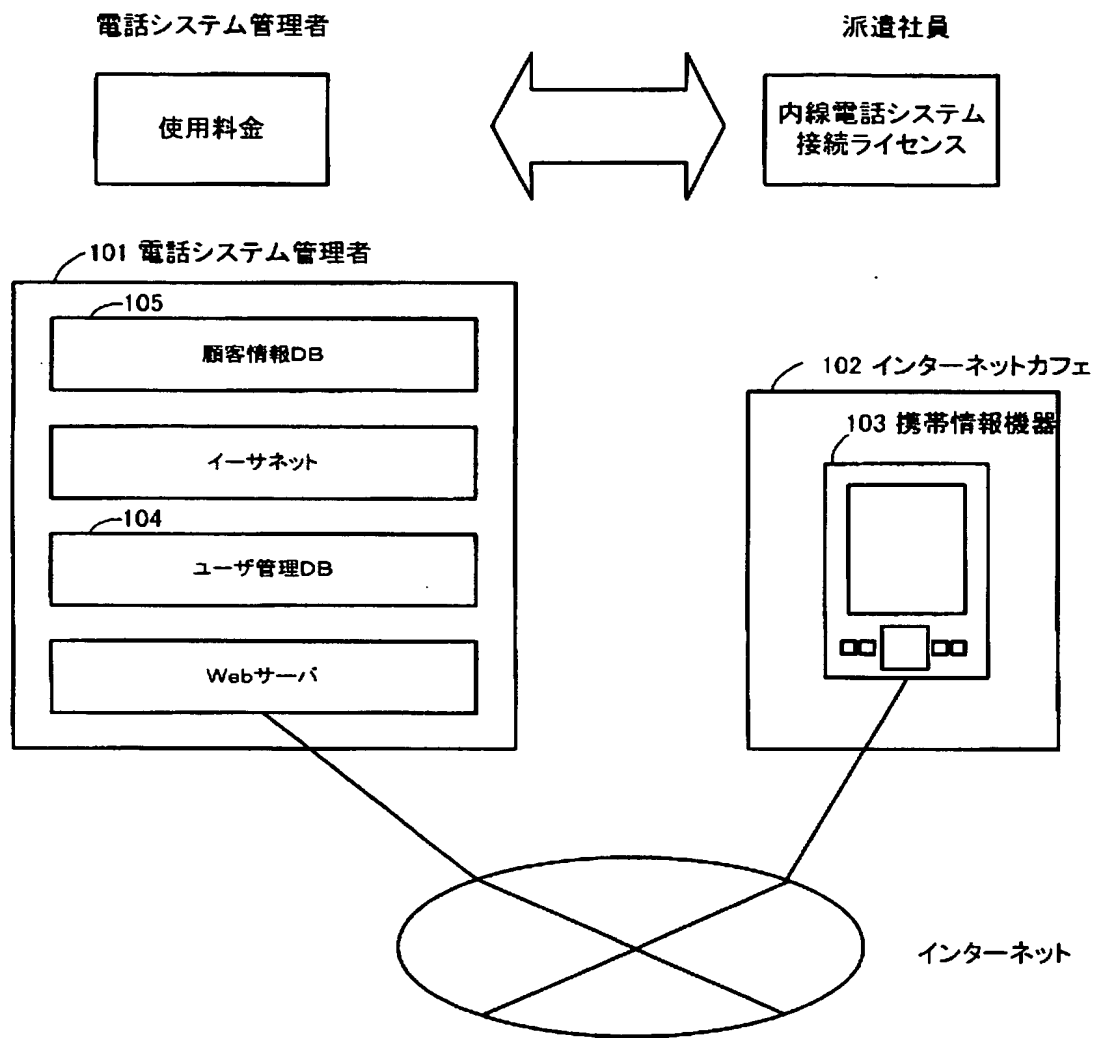 電話システム管理者
派遣社員
使用料金
内線電話システム
接続ライセンス
101 電話システム管理者
105
顧客情報DB
イーサネット
104
ユーザ管理DB
Webサーバ
102 インターネットカフェ
103 携帯情報機器
インターネット